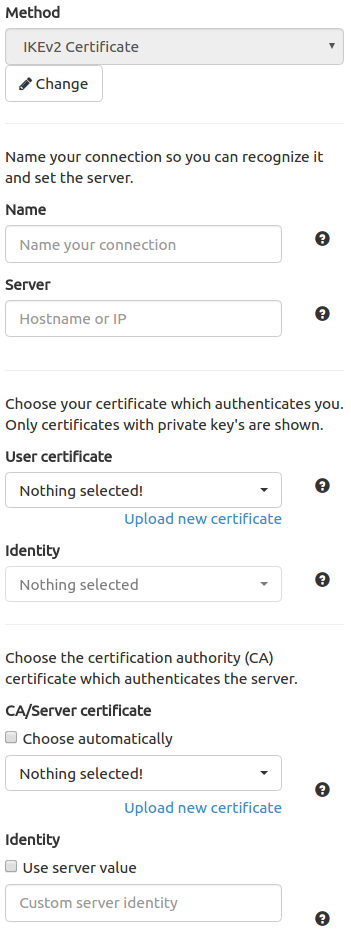 Method
IKEv2 Certificate
Change
Name your connection so you can recognize it
and set the server.
Name
Name your connection
Server
Hostname or IP
Choose your certificate which authenticates you.
Only certificates with private key's are shown.
User certificate
Nothing selected!
Upload new certificate
Identity
Nothing selected
Choose the certification authority (CA)
certificate which authenticates the server.
CA/Server certificate
Choose automatically
Nothing selected!
Upload new certificate
Identity
Use server value
Custom server identity